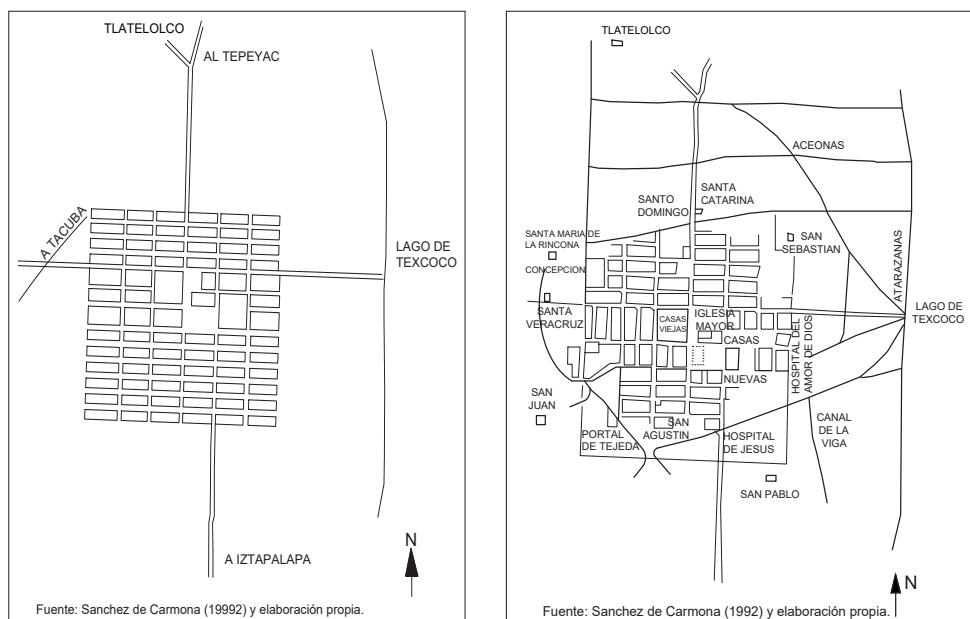 TLATELOLCO
AL TEPEYAC
A TACUBA
LAGO DE
TEXCOCO
A IZTAPALAPA
N
Fuente: Sanchez de Carmona (19992) y elaboración propia.
TLATELOLCO
ACEONAS
SANTA
CATARINA
SANTO
DOMINGO
SANTA MARIA DE
LA RINCONA
SAN
SEBASTIAN
CONCEPCION
ATARAZANAS
LAGO DE
TEXCOCO
SANTA
VERACRUZ
CASAS
VIEJAS
IGLESIA
MAYOR
CASAS
NUEVAS
HOSPITAL DEL
AMOR DE DIOS
SAN
JUAN
PORTAL
DE TEJEDA
SAN
AGUSTIN
HOSPITAL
DE JESUS
CANAL
DE LA
VIGA
SAN PABLO
N
Fuente: Sanchez de Carmona (1992) y elaboración propia.